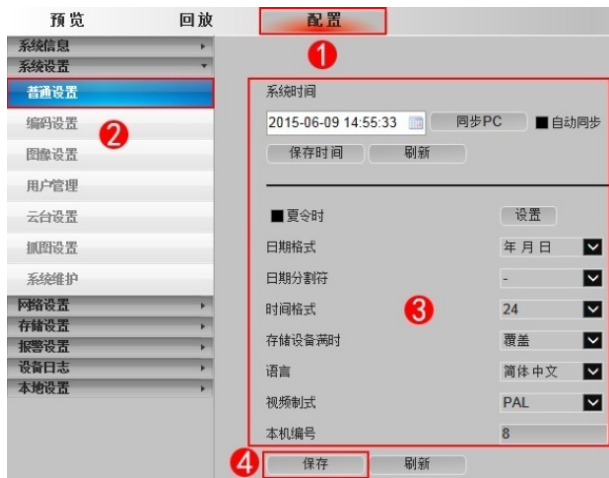 预览 回放 配置
1
系统信息
系统设置
普通设置
编码设置
2
图像设置
用户管理
云台设置
抓图设置
系统维护
网络设置
存储设置
报警设置
设备日志
本地设置
系统时间
2015-06-09 14:55:33 同步PC 自动同步
保存时间 刷新
夏令时 设置
日期格式 年月日
日期分割符 -
时间格式 24
3
存储设备满时 覆盖
语言 简体中文
视频制式 PAL
本机编号 8
4 保存 刷新